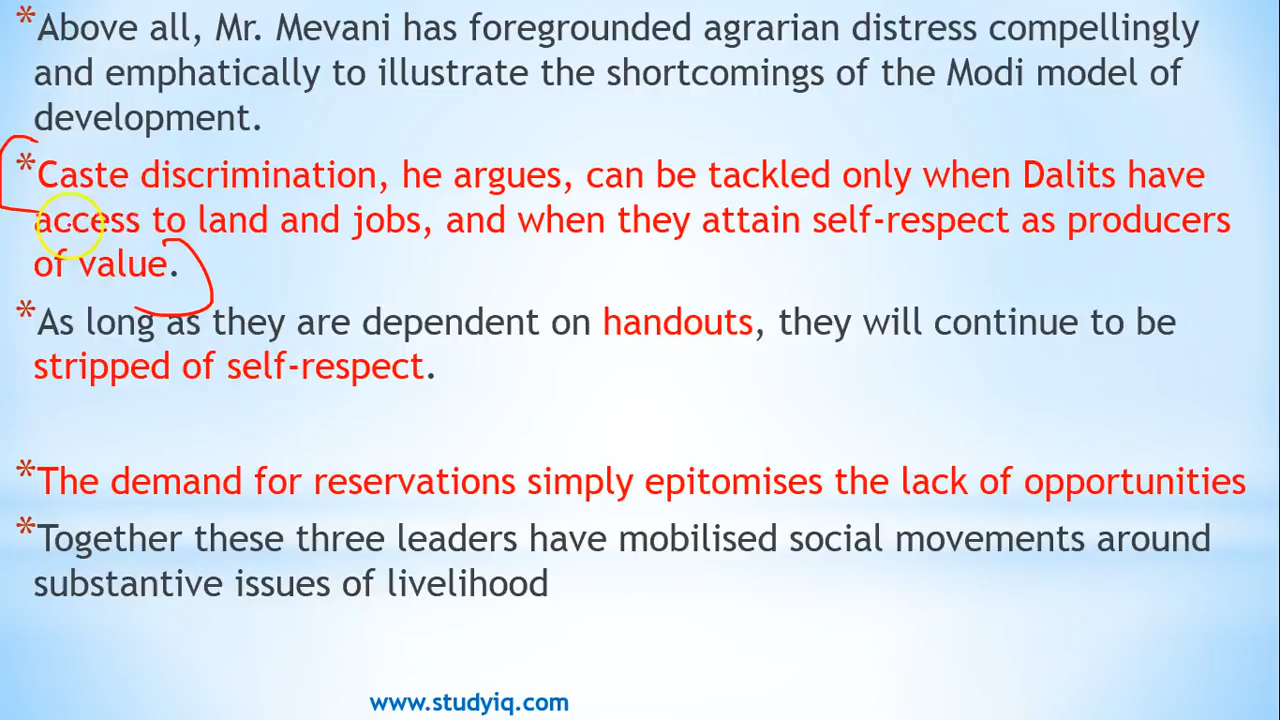 *Above all, Mr. Mevani has foregrounded agrarian distress compellingly
and emphatically to illustrate the shortcomings of the Modi model of
development.
*Caste discrimination, he argues, can be tackled only when Dalits have
access to land and jobs, and when they attain self-respect as producers
of value.
*As long as they are dependent on handouts, they will continue to be
stripped of self-respect.
*The demand for reservations simply epitomises the lack of opportunities
*Together these three leaders have mobilised social movements around
substantive issues of livelihood
www.studyiq.com